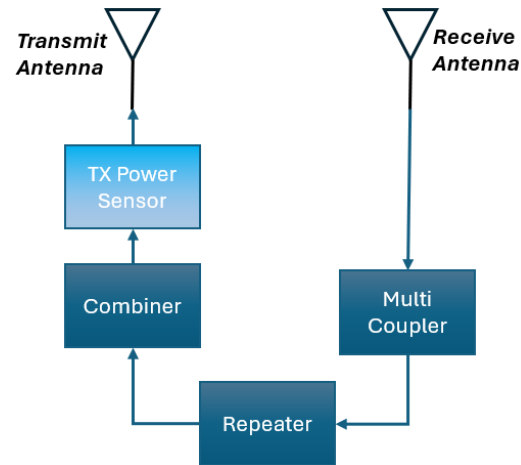 Transmit
Antenna
Receive
Antenna
TX Power
Sensor
Combiner
Multi
Coupler
Repeater